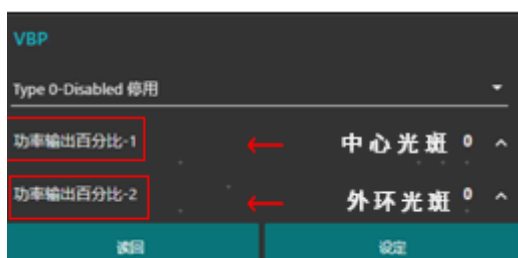 VBP
Type 0-Disabled 停用
功率输出百分比-1 ← 中心光斑 0
功率输出百分比-2 ← 外环光斑 0
读回 设定